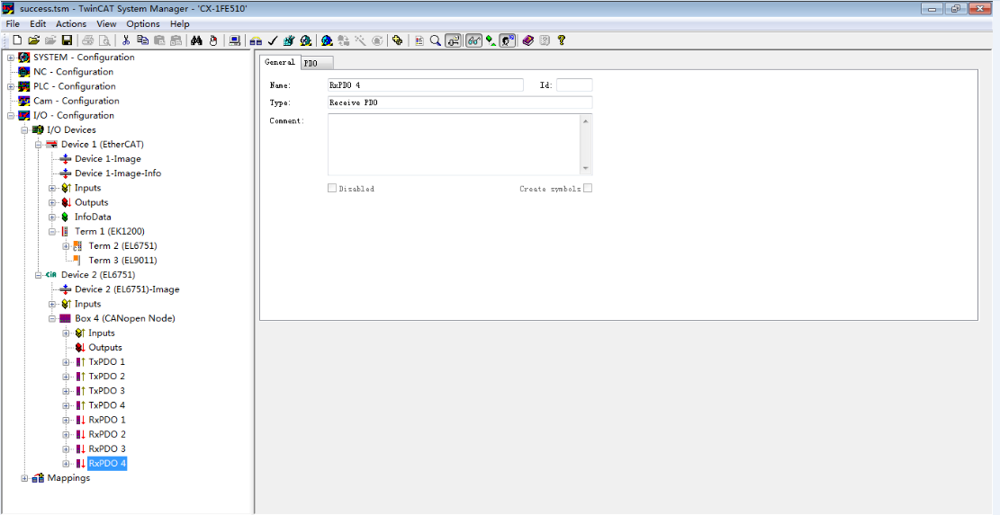 success.tsm - TwinCAT System Manager - 'CX-1FE510'
File Edit Actions View Options Help
SYSTEM - Configuration
NC - Configuration
PLC - Configuration
Cam - Configuration
I/O - Configuration
I/O Devices
Device 1 (EtherCAT)
Device 1-Image
Device 1-Image-Info
Inputs
Outputs
InfoData
Term 1 (EK1200)
Term 2 (EL6751)
Term 3 (EL9011)
CiA Device 2 (EL6751)
Device 2 (EL6751)-Image
Inputs
Box 4 (CANopen Node)
Inputs
Outputs
TxPDO 1
TxPDO 2
TxPDO 3
TxPDO 4
RxPDO 1
RxPDO 2
RxPDO 3
RxPDO 4
Mappings
General PDO
Name: RxPDO 4 Id:
Type: Receive PDO
Comment:
Disabled Create symbols